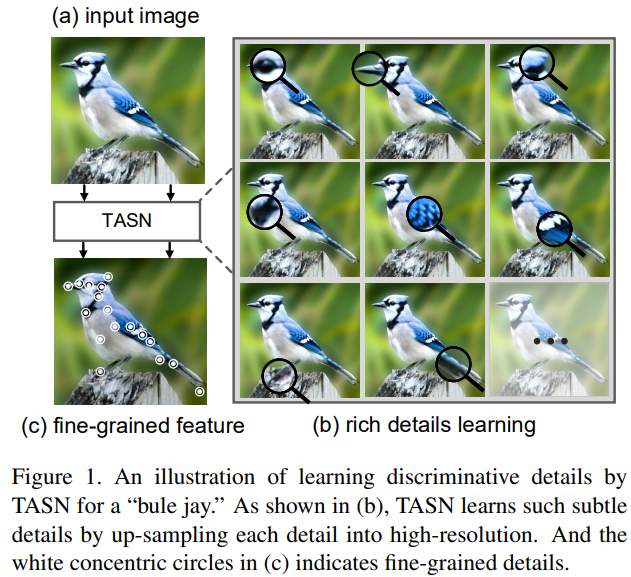 (a) input image
TASN
(c) fine-grained feature
(b) rich details learning
Figure 1. An illustration of learning discriminative details by
TASN for a “bule jay.” As shown in (b), TASN learns such subtle
details by up-sampling each detail into high-resolution. And the
white concentric circles in (c) indicates fine-grained details.